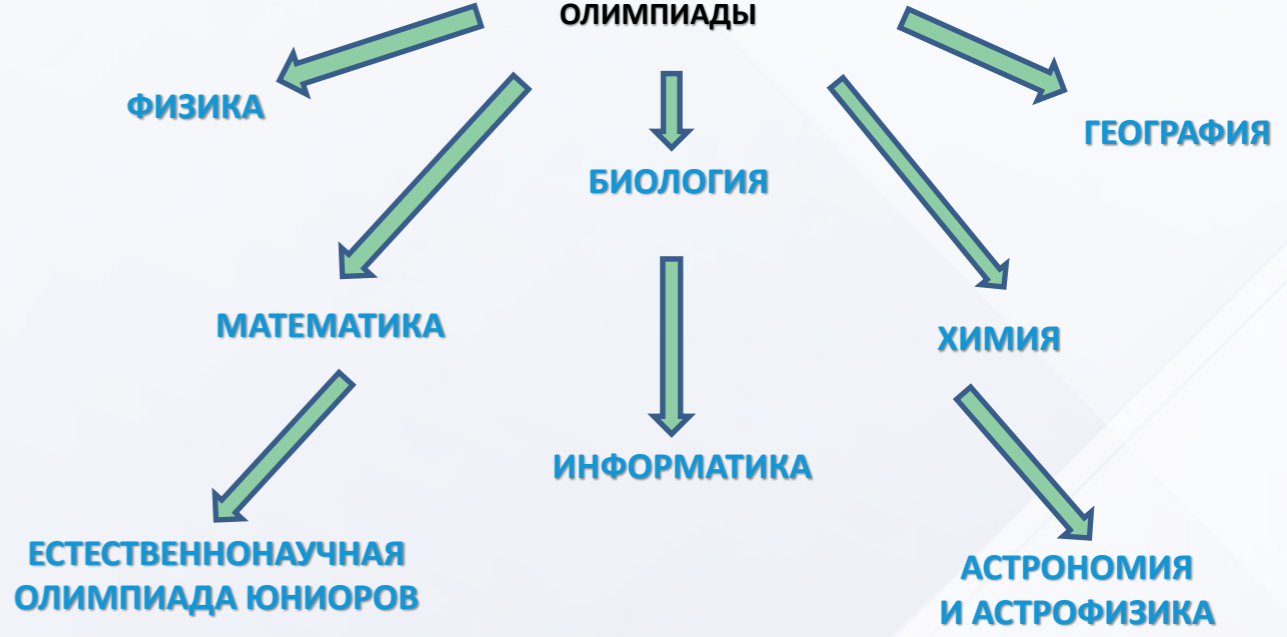 ОЛИМПИАДЫ
ФИЗИКА
ГЕОГРАФИЯ
БИОЛОГИЯ
МАТЕМАТИКА
ХИМИЯ
ИНФОРМАТИКА
ЕСТЕСТВЕННОНАУЧНАЯ
ОЛИМПИАДА ЮНИОРОВ
АСТРОНОМИЯ
И АСТРОФИЗИКА